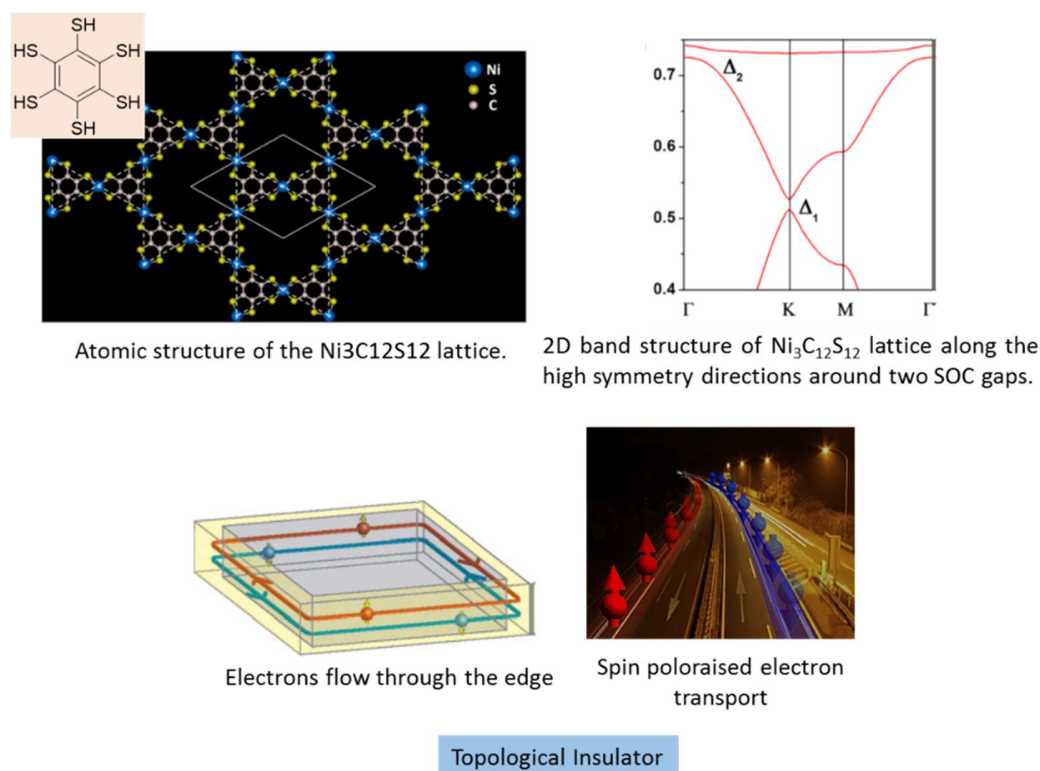 SH
HS
SH
HS
SH
SH
Ni
S
C
Atomic structure of the Ni3C12S12 lattice.
0.7
0.6
0.5
0.4
Δ₂
Δ₁
Γ
K
M
Γ
2D band structure of Ni₃C₁₂S₁₂ lattice along the
high symmetry directions around two SOC gaps.
Electrons flow through the edge
Spin poloraised electron
transport
Topological Insulator